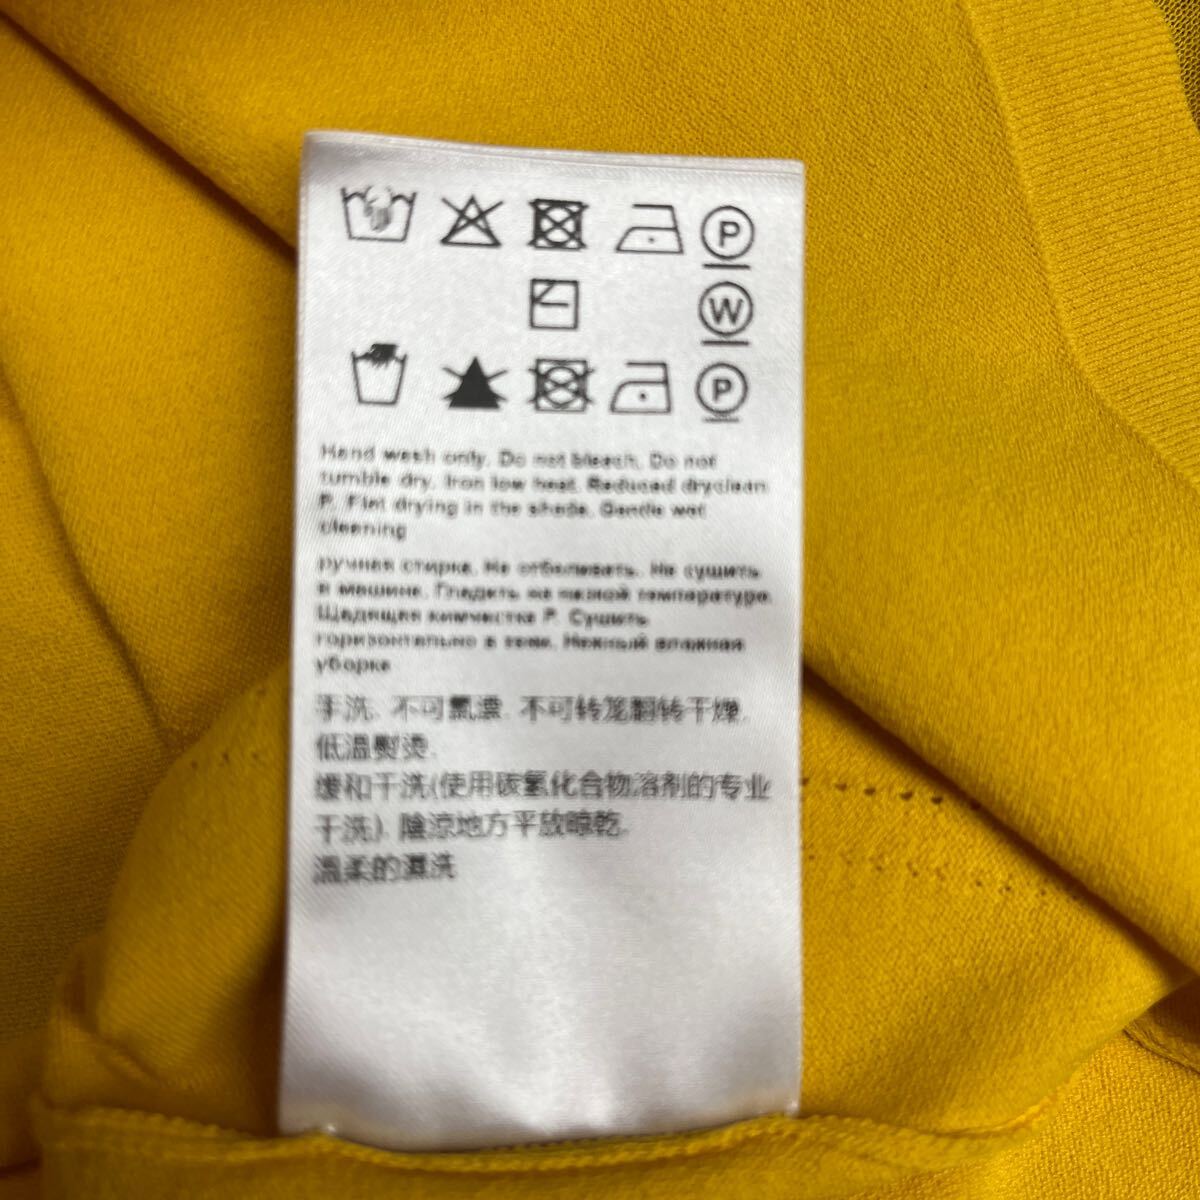 P
W
P
Hand wash only. Do not bleach. Do not
tumble dry. Iron low heat. Reduced dryclean
P. Flat drying in the shade. Gentle wet
cleaning
ручная стирка. Не отбеливать. Не сушить
в машине. Гладить на низкой температуре.
Щадящая химчистка P. Сушить
горизонтально в тени. Нежный влажная
уборка
手洗. 不可氯漂. 不可转笼翻转干燥.
低温熨烫.
缓和干洗(使用碳氢化合物溶剂的专业
干洗). 陰涼地方平放晾乾.
溫柔的濕洗